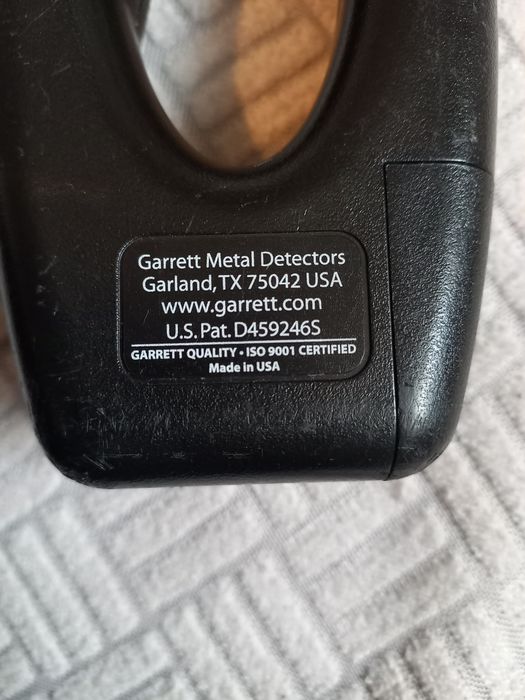 Garrett Metal Detectors
Garland, TX 75042 USA
www.garrett.com
U.S. Pat. D459246S
GARRETT QUALITY • ISO 9001 CERTIFIED
Made in USA